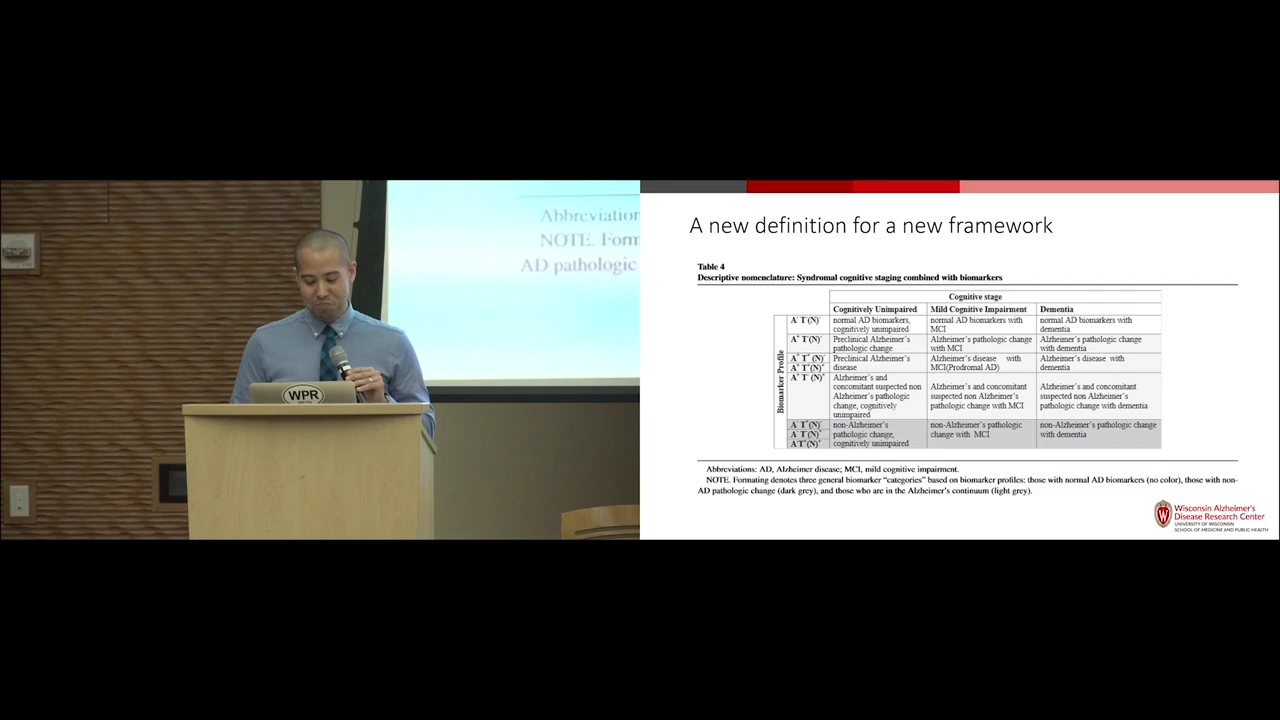 Abbreviation
NOTE. Form
AD pathologic
WPR
A new definition for a new framework
Table 4
Descriptive nomenclature: Syndromal cognitive staging combined with biomarkers
Cognitive stage
Cognitively Unimpaired Mild Cognitive Impairment Dementia
Biomarker Profile
A⁻ T⁻(N)⁻ normal AD biomarkers, normal AD biomarkers with normal AD biomarkers with
cognitively unimpaired MCI dementia
A⁺ T⁻(N)⁻ Preclinical Alzheimer's Alzheimer's pathologic change Alzheimer's pathologic change
pathologic change with MCI with dementia
A⁺ T⁺ (N)⁻ Preclinical Alzheimer's Alzheimer's disease with Alzheimer's disease with
A⁺ T⁺(N)⁺ disease MCI(Prodromal AD) dementia
A⁺ T⁻ (N)⁺ Alzheimer's and
concomitant suspected non Alzheimer's and concomitant Alzheimer's and concomitant
Alzheimer's pathologic suspected non Alzheimer's suspected non Alzheimer's
change, cognitively pathologic change with MCI pathologic change with dementia
unimpaired
A⁻ T⁺(N)⁻ non-Alzheimer's non-Alzheimer's pathologic non-Alzheimer's pathologic change
A⁻ T⁻(N)⁺ pathologic change, change with MCI with dementia
A⁻ T⁺(N)⁺ cognitively unimpaired
Abbreviations: AD, Alzheimer disease; MCI, mild cognitive impairment.
NOTE. Formating denotes three general biomarker “categories” based on biomarker profiles: those with normal AD biomarkers (no color), those with non-
AD pathologic change (dark grey), and those who are in the Alzheimer's continuum (light grey).
Wisconsin Alzheimer's
Disease Research Center
UNIVERSITY OF WISCONSIN
SCHOOL OF MEDICINE AND PUBLIC HEALTH